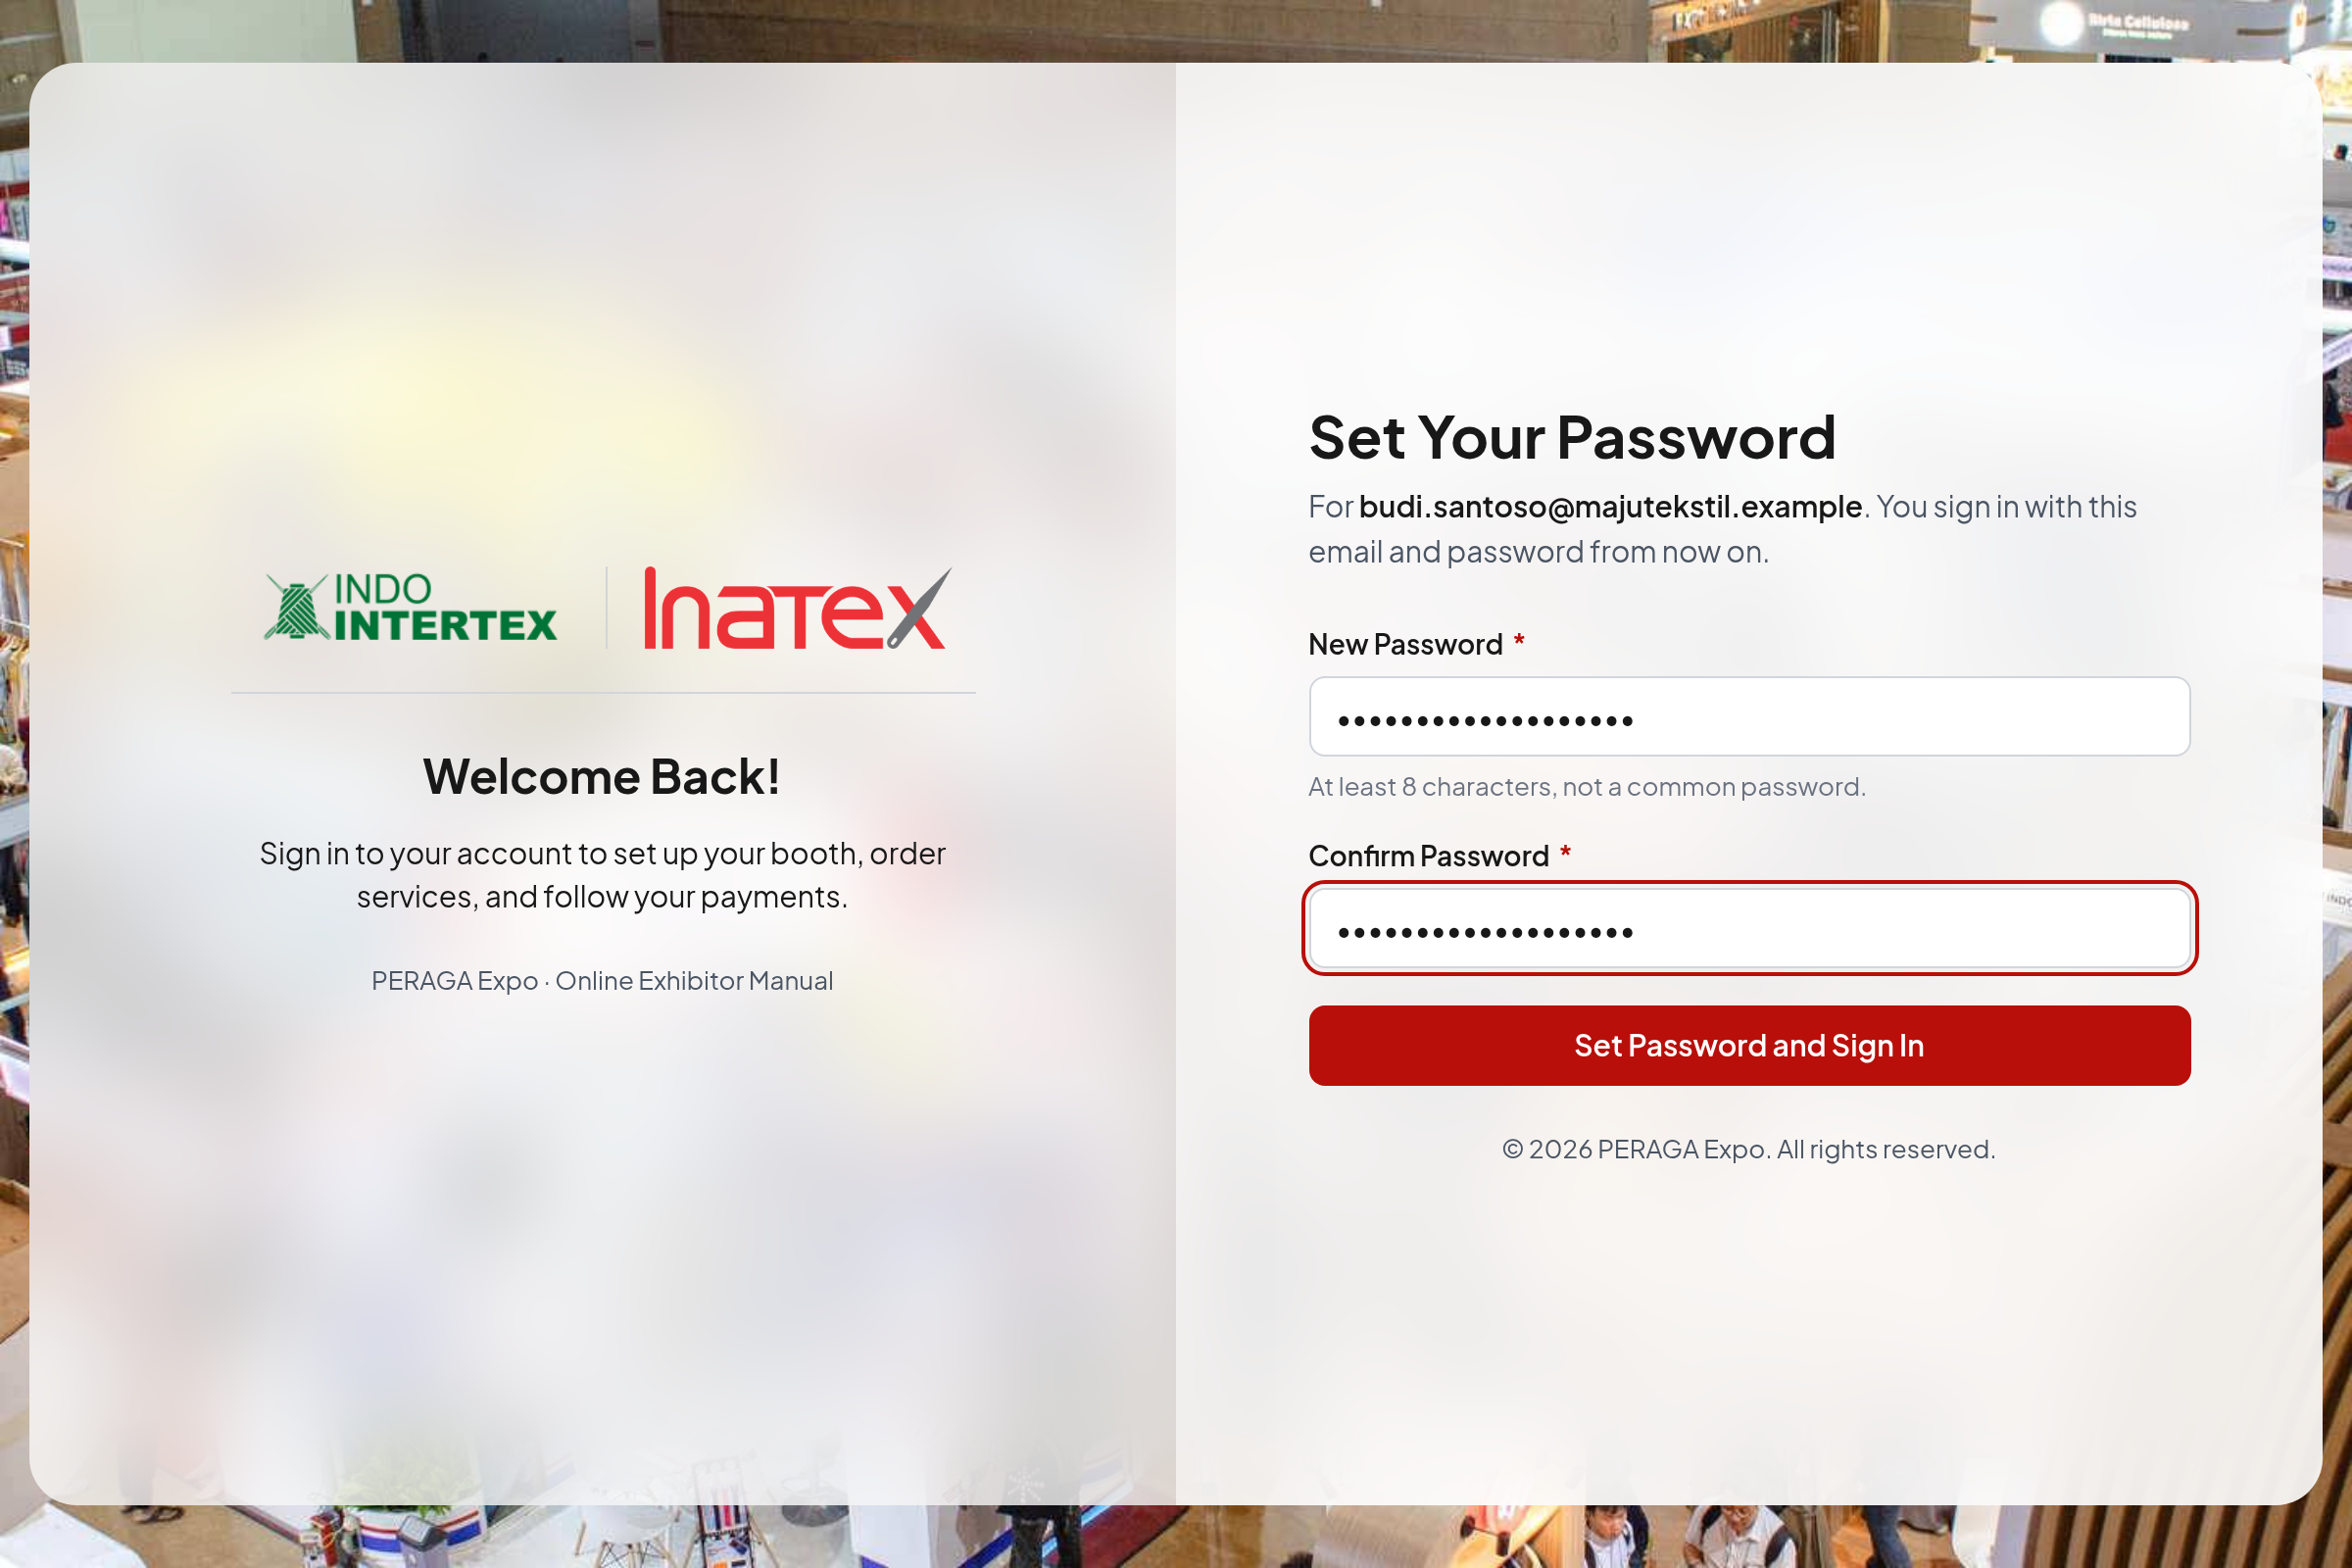 INDO
INTERTEX
Inatex
Welcome Back!
Sign in to your account to set up your booth, order
services, and follow your payments.
PERAGA Expo · Online Exhibitor Manual
Set Your Password
For budi.santoso@majutekstil.example. You sign in with this
email and password from now on.
New Password *
•••••••••••••••••••
At least 8 characters, not a common password.
Confirm Password *
•••••••••••••••••••
Set Password and Sign In
© 2026 PERAGA Expo. All rights reserved.